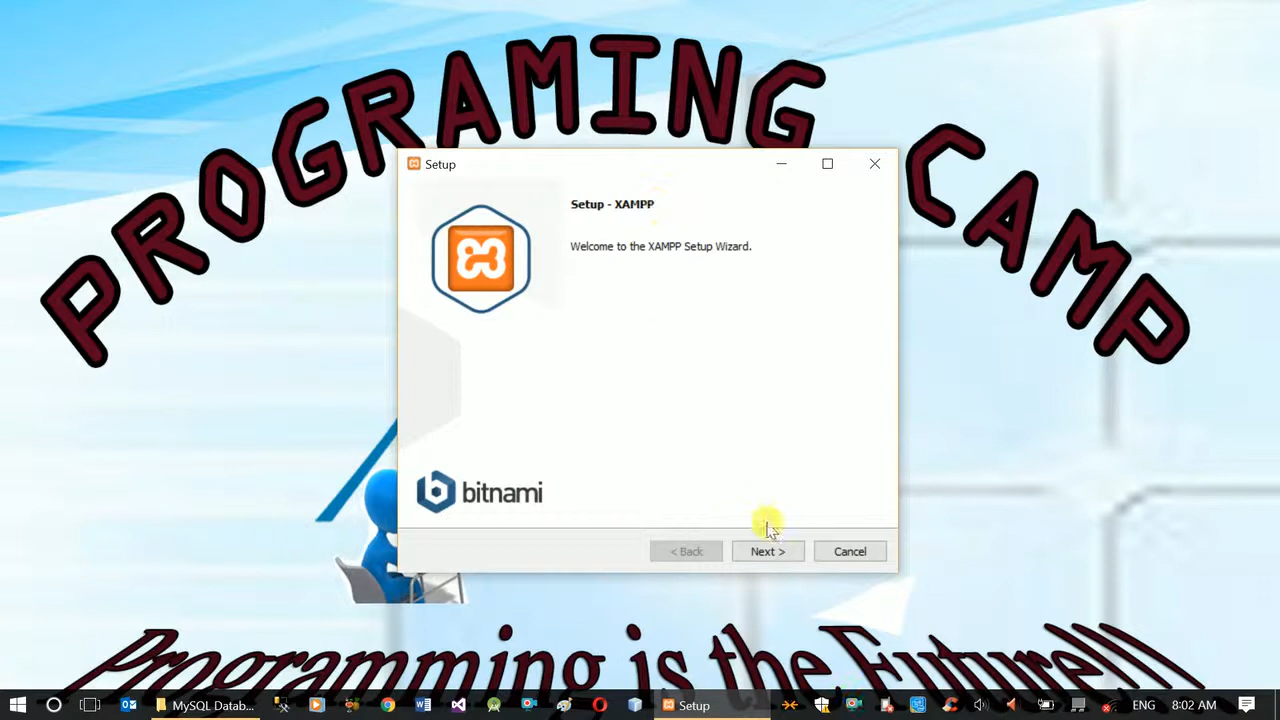 PROGRAMING CAMP
Setup
Setup - XAMPP
Welcome to the XAMPP Setup Wizard.
bitnami
< Back
Next >
Cancel
Programming is the Future!!!
MySQL Datab...
Setup
ENG
8:02 AM